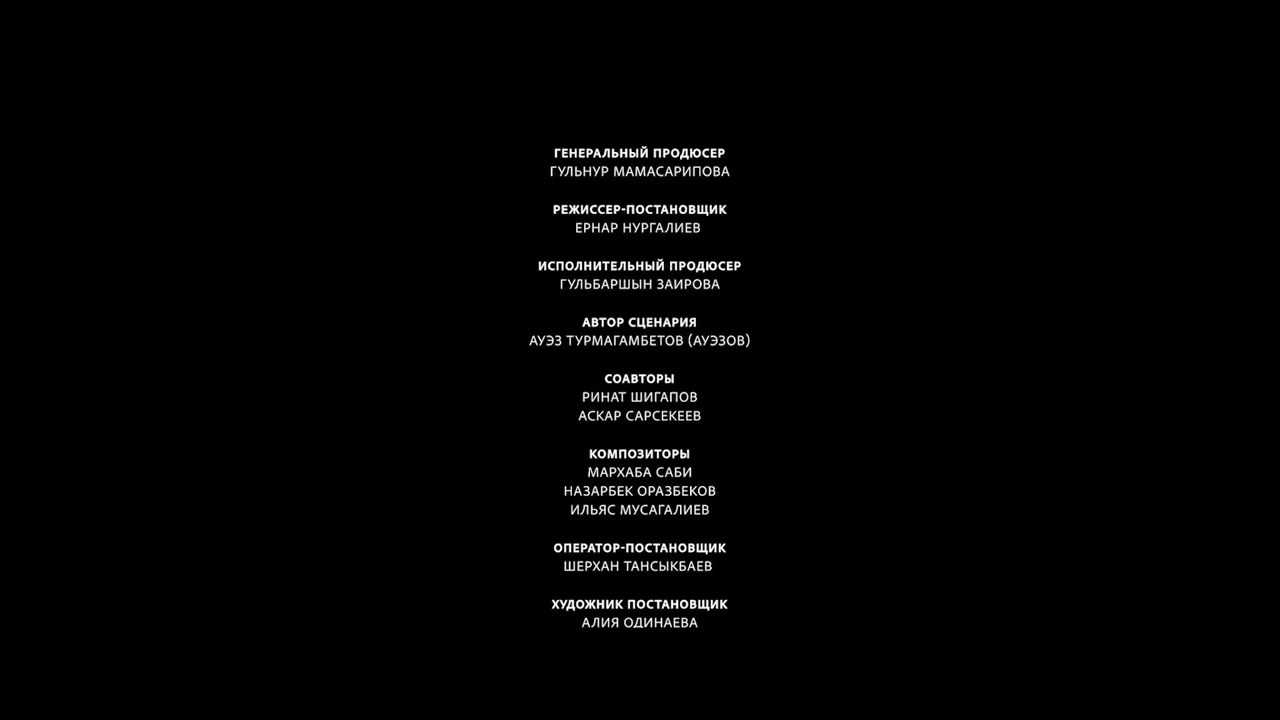 ГЕНЕРАЛЬНЫЙ ПРОДЮСЕР
ГУЛЬНУР МАМАСАРИПОВА
РЕЖИССЕР-ПОСТАНОВЩИК
ЕРНАР НУРГАЛИЕВ
ИСПОЛНИТЕЛЬНЫЙ ПРОДЮСЕР
ГУЛЬБАРШЫН ЗАИРОВА
АВТОР СЦЕНАРИЯ
АУЭЗ ТУРМАГАМБЕТОВ (АУЭЗОВ)
СОАВТОРЫ
РИНАТ ШИГАПОВ
АСКАР САРСЕКЕЕВ
КОМПОЗИТОРЫ
МАРХАБА САБИ
НАЗАРБЕК ОРАЗБЕКОВ
ИЛЬЯС МУСАГАЛИЕВ
ОПЕРАТОР-ПОСТАНОВЩИК
ШЕРХАН ТАНСЫКБАЕВ
ХУДОЖНИК ПОСТАНОВЩИК
АЛИЯ ОДИНАЕВА